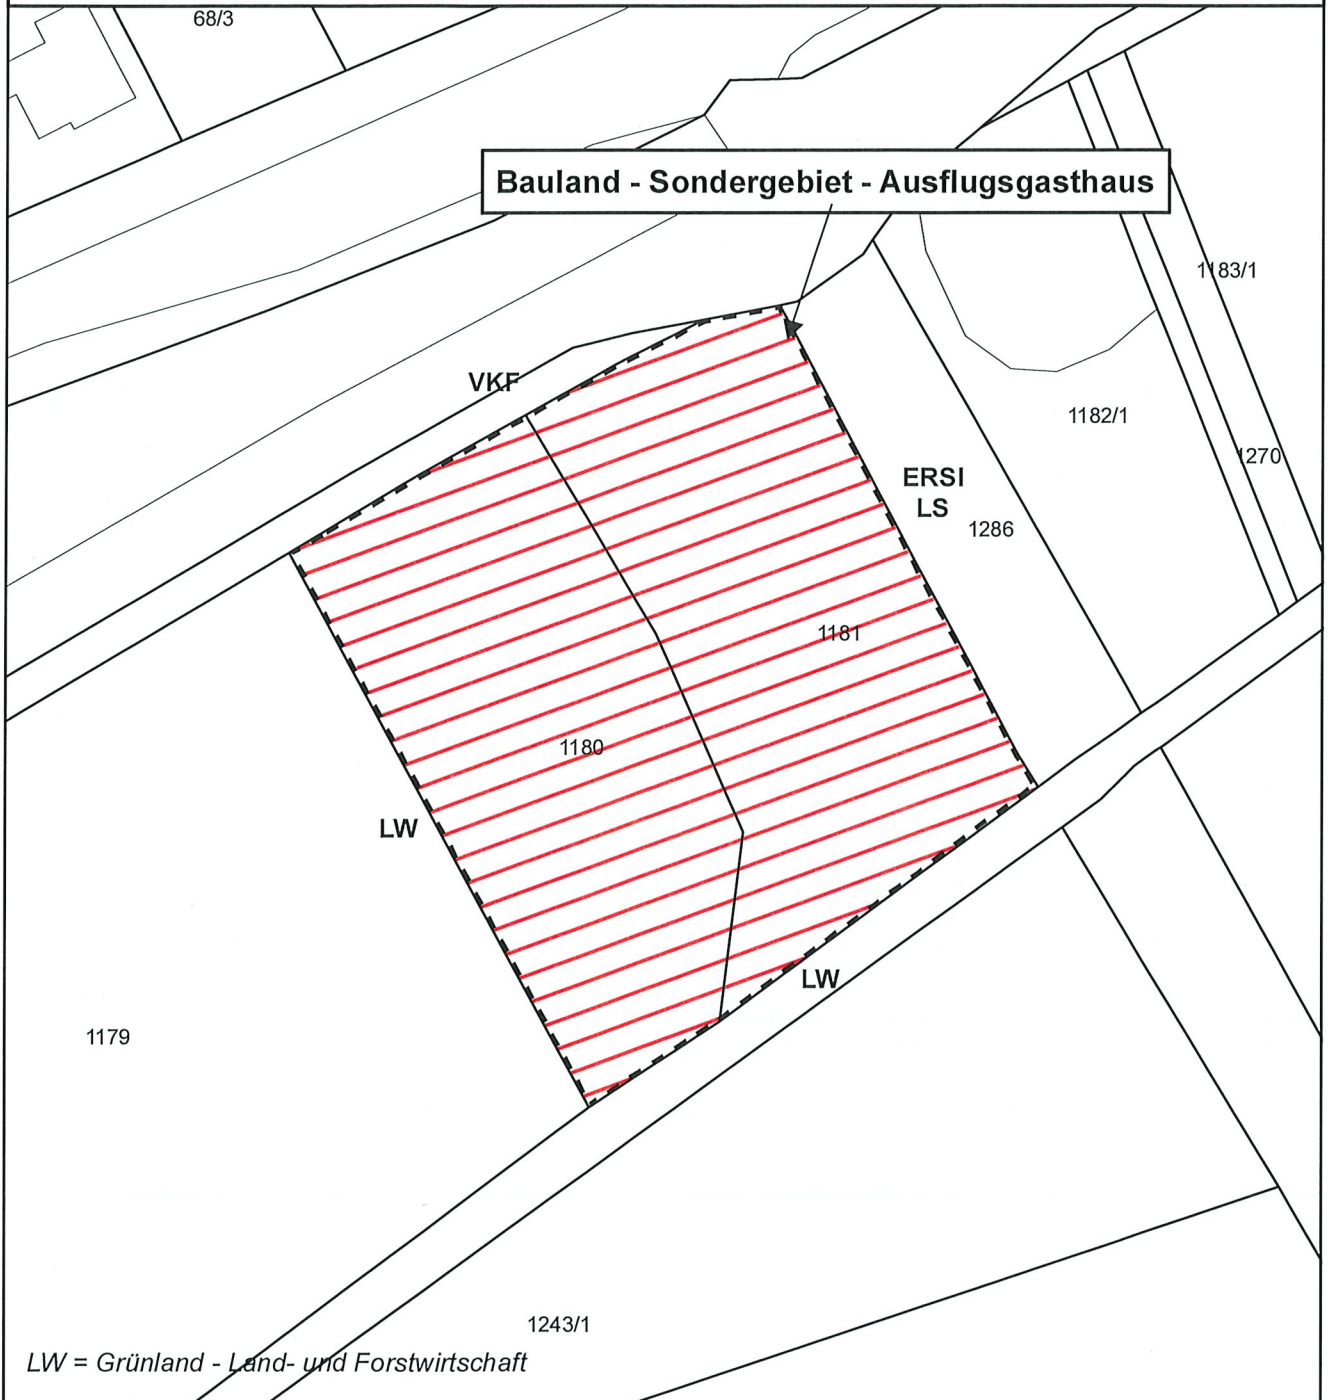 68/3
Bauland - Sondergebiet - Ausflugsgasthaus
1183/1
VKF
1182/1
1270
ERSI
LS
1286
1181
1180
LW
LW
1179
1243/1
LW = Grünland - Land- und Forstwirtschaft